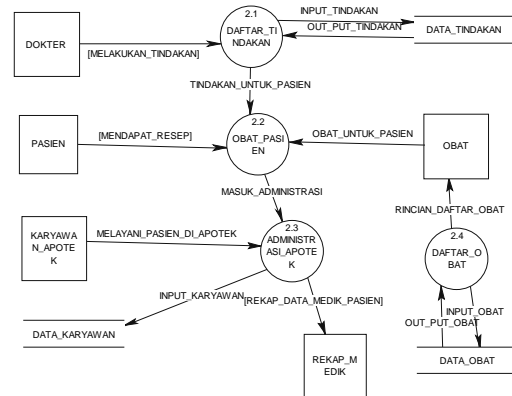 2.1
INPUT_TINDAKAN
DOKTER
DAFTAR_TI
NDAKAN
OUT_PUT_TINDAKAN
DATA_TINDAKAN
[MELAKUKAN_TINDAKAN]
TINDAKAN_UNTUK_PASIEN
2.2
PASIEN
[MENDAPAT_RESEP]
OBAT_PASI
EN
OBAT_UNTUK_PASIEN
OBAT
MASUK_ADMINISTRASI
RINCIAN_DAFTAR_OBAT
KARYAWA
N_APOTEK
MELAYANI_PASIEN_DI_APOTEK
2.3
ADMINISTR
ASI_APOTE
K
2.4
DAFTAR_O
BAT
INPUT_KARYAWAN
[REKAP_DATA_MEDIK_PASIEN]
INPUT_OBAT
OUT_PUT_OBAT
DATA_KARYAWAN
REKAP_M
EDIK
DATA_OBAT